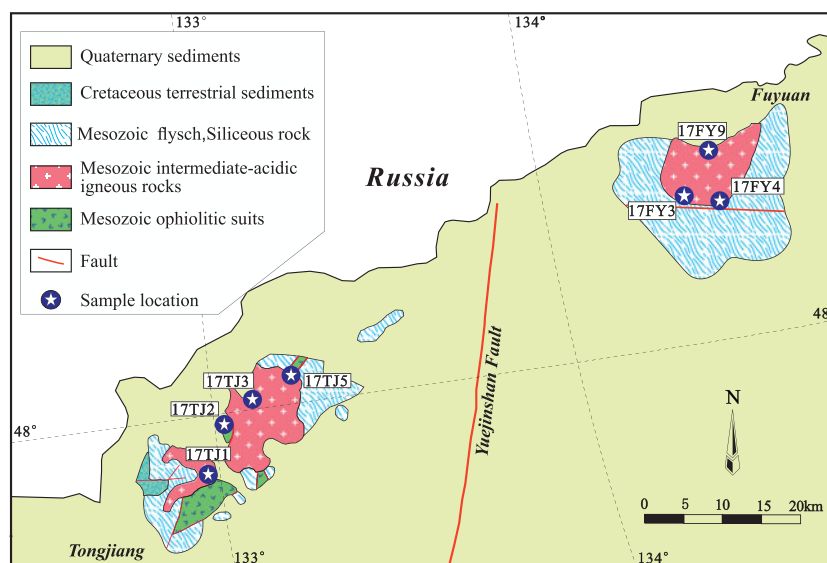 133°
134°
Quaternary sediments
Cretaceous terrestrial sediments
Mesozoic flysch,Siliceous rock
Mesozoic intermediate-acidic
igneous rocks
Mesozoic ophiolitic suits
Fault
Sample location
Russia
Fuyuan
17FY9
17FY4
17FY3
48
Yuejinshan Fault
17TJ3
17TJ5
17TJ2
48°
17TJ1
N
0 5 10 15 20km
Tongjiang
133°
134°